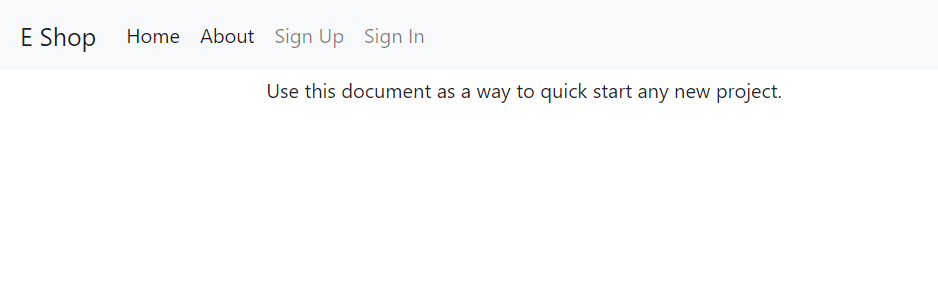 E Shop Home About Sign Up Sign In
Use this document as a way to quick start any new project.